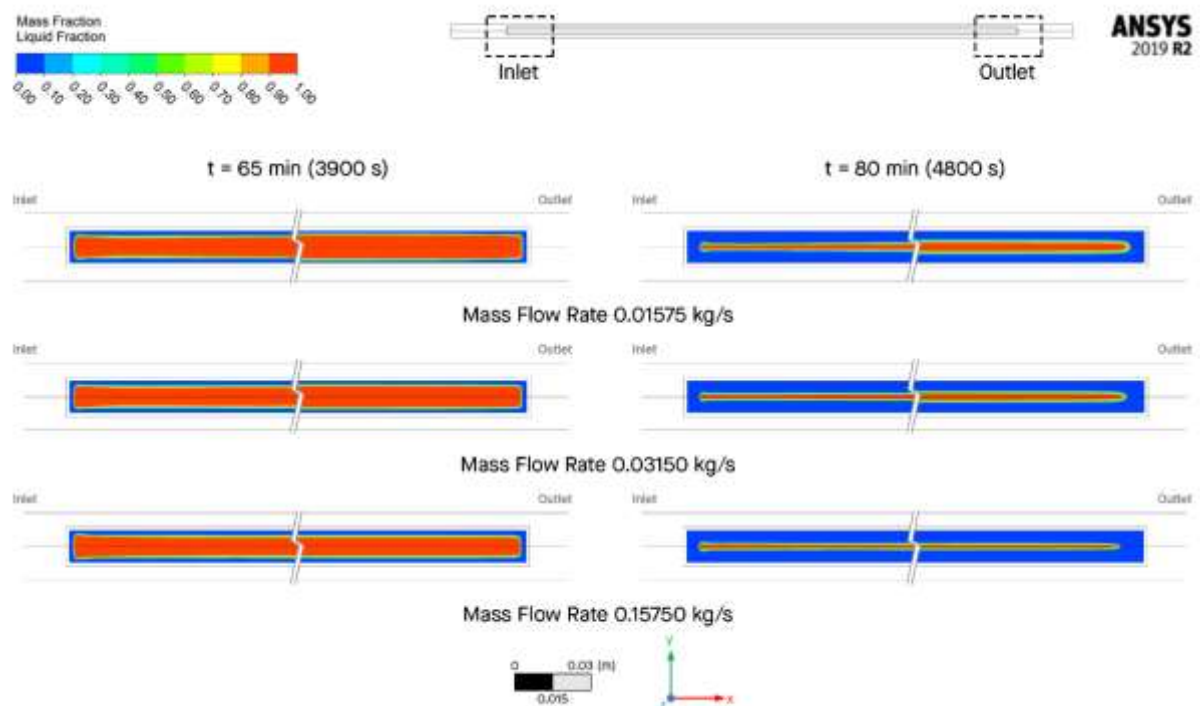 Mass Fraction
Liquid Fraction
0.00 0.10 0.20 0.30 0.40 0.50 0.60 0.70 0.80 0.90 1.00
Inlet Outlet
ANSYS
2019 R2
t = 65 min (3900 s) t = 80 min (4800 s)
Inlet Outlet Inlet Outlet
Mass Flow Rate 0.01575 kg/s
Inlet Outlet Inlet Outlet
Mass Flow Rate 0.03150 kg/s
Inlet Outlet Inlet Outlet
Mass Flow Rate 0.15750 kg/s
0 0.03 (m)
0.015
Y
X